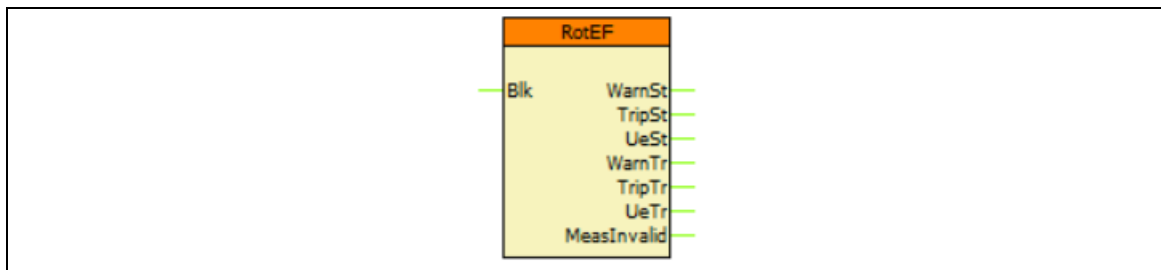 RotEF
Blk WarnSt
TripSt
UeSt
WarnTr
TripTr
UeTr
MeasInvalid